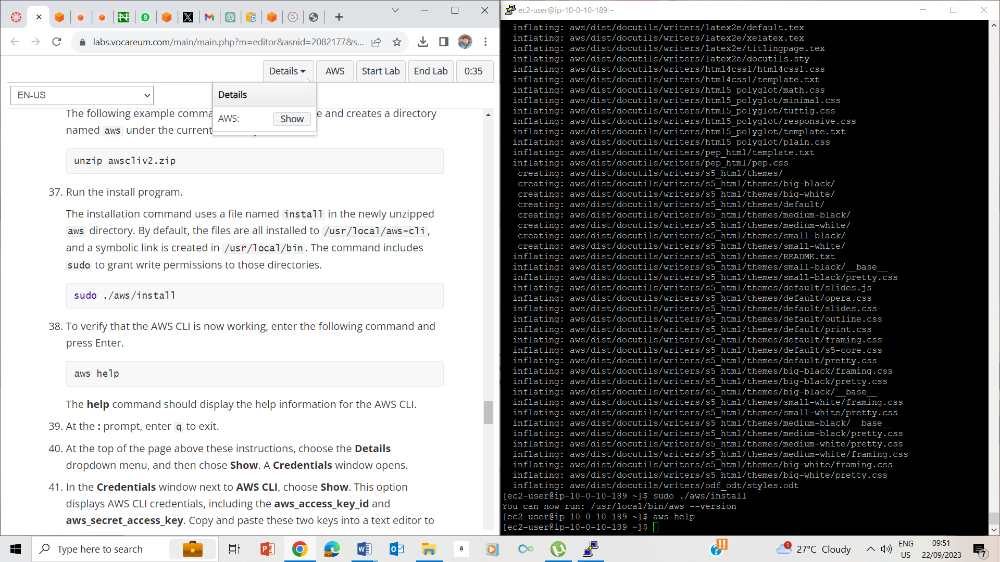 labs.vocareum.com/main/main.php?m=editor&asnid=2082177&s...
Details
AWS
Start Lab
End Lab
0:35
EN-US
Details
AWS:
Show
The following example comma
e and creates a directory
named aws under the current
unzip awscliv2.zip
37. Run the install program.
The installation command uses a file named install in the newly unzipped
aws directory. By default, the files are all installed to /usr/local/aws-cli,
and a symbolic link is created in /usr/local/bin. The command includes
sudo to grant write permissions to those directories.
sudo ./aws/install
38. To verify that the AWS CLI is now working, enter the following command and
press Enter.
aws help
The help command should display the help information for the AWS CLI.
39. At the : prompt, enter q to exit.
40. At the top of the page above these instructions, choose the Details
dropdown menu, and then chose Show. A Credentials window opens.
41. In the Credentials window next to AWS CLI, choose Show. This option
displays AWS CLI credentials, including the aws_access_key_id and
aws_secret_access_key. Copy and paste these two keys into a text editor to
ec2-user@ip-10-0-10-189:~
inflating: aws/dist/docutils/writers/latex2e/default.tex
inflating: aws/dist/docutils/writers/latex2e/xelatex.tex
inflating: aws/dist/docutils/writers/latex2e/titlingpage.tex
inflating: aws/dist/docutils/writers/latex2e/docutils.sty
inflating: aws/dist/docutils/writers/html4css1/html4css1.css
inflating: aws/dist/docutils/writers/html4css1/template.txt
inflating: aws/dist/docutils/writers/html5_polyglot/math.css
inflating: aws/dist/docutils/writers/html5_polyglot/minimal.css
inflating: aws/dist/docutils/writers/html5_polyglot/tuftig.css
inflating: aws/dist/docutils/writers/html5_polyglot/responsive.css
inflating: aws/dist/docutils/writers/html5_polyglot/template.txt
inflating: aws/dist/docutils/writers/html5_polyglot/plain.css
inflating: aws/dist/docutils/writers/pep_html/template.txt
inflating: aws/dist/docutils/writers/pep_html/pep.css
creating: aws/dist/docutils/writers/s5_html/themes/
creating: aws/dist/docutils/writers/s5_html/themes/big-black/
creating: aws/dist/docutils/writers/s5_html/themes/big-white/
creating: aws/dist/docutils/writers/s5_html/themes/default/
creating: aws/dist/docutils/writers/s5_html/themes/medium-black/
creating: aws/dist/docutils/writers/s5_html/themes/medium-white/
creating: aws/dist/docutils/writers/s5_html/themes/small-black/
creating: aws/dist/docutils/writers/s5_html/themes/small-white/
inflating: aws/dist/docutils/writers/s5_html/themes/README.txt
inflating: aws/dist/docutils/writers/s5_html/themes/small-black/__base__
inflating: aws/dist/docutils/writers/s5_html/themes/small-black/pretty.css
inflating: aws/dist/docutils/writers/s5_html/themes/default/slides.js
inflating: aws/dist/docutils/writers/s5_html/themes/default/opera.css
inflating: aws/dist/docutils/writers/s5_html/themes/default/slides.css
inflating: aws/dist/docutils/writers/s5_html/themes/default/outline.css
inflating: aws/dist/docutils/writers/s5_html/themes/default/print.css
inflating: aws/dist/docutils/writers/s5_html/themes/default/framing.css
inflating: aws/dist/docutils/writers/s5_html/themes/default/s5-core.css
inflating: aws/dist/docutils/writers/s5_html/themes/default/pretty.css
inflating: aws/dist/docutils/writers/s5_html/themes/big-black/framing.css
inflating: aws/dist/docutils/writers/s5_html/themes/big-black/pretty.css
inflating: aws/dist/docutils/writers/s5_html/themes/big-black/__base__
inflating: aws/dist/docutils/writers/s5_html/themes/small-white/framing.css
inflating: aws/dist/docutils/writers/s5_html/themes/small-white/pretty.css
inflating: aws/dist/docutils/writers/s5_html/themes/medium-black/__base__
inflating: aws/dist/docutils/writers/s5_html/themes/medium-black/pretty.css
inflating: aws/dist/docutils/writers/s5_html/themes/medium-white/pretty.css
inflating: aws/dist/docutils/writers/s5_html/themes/medium-white/framing.css
inflating: aws/dist/docutils/writers/s5_html/themes/big-white/framing.css
inflating: aws/dist/docutils/writers/s5_html/themes/big-white/pretty.css
inflating: aws/dist/docutils/writers/odf_odt/styles.odt
[ec2-user@ip-10-0-10-189 ~]$ sudo ./aws/install
You can now run: /usr/local/bin/aws --version
[ec2-user@ip-10-0-10-189 ~]$ aws help
[ec2-user@ip-10-0-10-189 ~]$
Type here to search
27°C Cloudy
ENG
US
09:51
22/09/2023
7